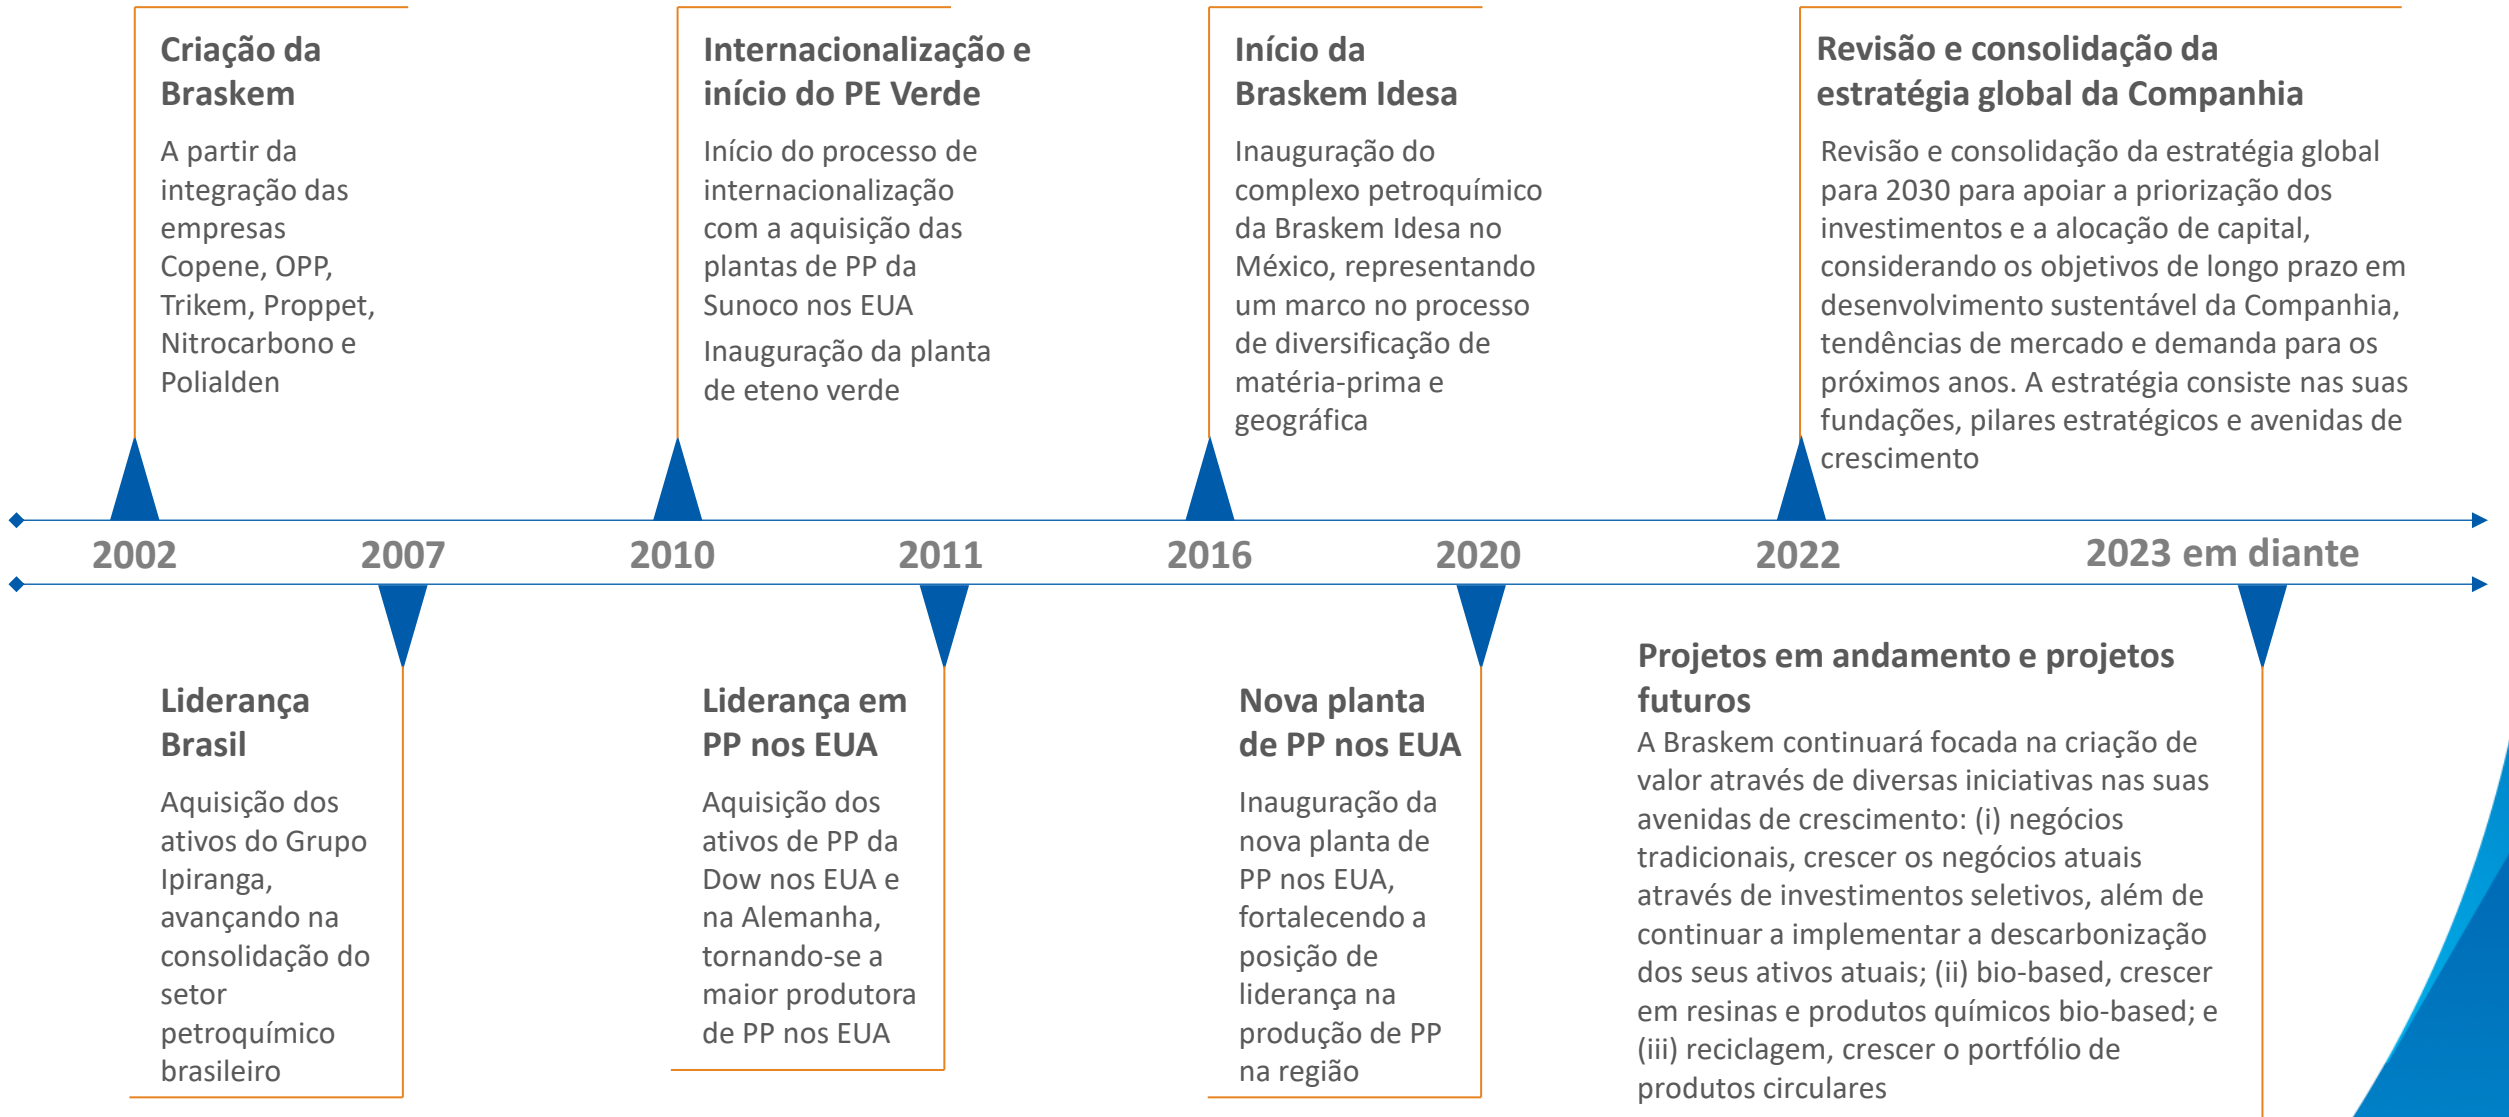 Criação da
Braskem
A partir da
integração das
empresas
Copene, OPP,
Trikem, Proppet,
Nitrocarbono e
Polialden
Internacionalização e
início do PE Verde
Início do processo de
internacionalização
com a aquisição das
plantas de PP da
Sunoco nos EUA
Inauguração da planta
de eteno verde
Início da
Braskem Idesa
Inauguração do
complexo petroquímico
da Braskem Idesa no
México, representando
um marco no processo
de diversificação de
matéria-prima e
geográfica
Revisão e consolidação da
estratégia global da Companhia
Revisão e consolidação da estratégia global
para 2030 para apoiar a priorização dos
investimentos e a alocação de capital,
considerando os objetivos de longo prazo em
desenvolvimento sustentável da Companhia,
tendências de mercado e demanda para os
próximos anos. A estratégia consiste nas suas
fundações, pilares estratégicos e avenidas de
crescimento
2002
2007
2010
2011
2016
2020
2022
2023 em diante
Liderança
Brasil
Aquisição dos
ativos do Grupo
Ipiranga,
avançando na
consolidação do
setor
petroquímico
brasileiro
Liderança em
PP nos EUA
Aquisição dos
ativos de PP da
Dow nos EUA e
na Alemanha,
tornando-se a
maior produtora
de PP nos EUA
Nova planta
de PP nos EUA
Inauguração da
nova planta de
PP nos EUA,
fortalecendo a
posição de
liderança na
produção de PP
na região
Projetos em andamento e projetos
futuros
A Braskem continuará focada na criação de
valor através de diversas iniciativas nas suas
avenidas de crescimento: (i) negócios
tradicionais, crescer os negócios atuais
através de investimentos seletivos, além de
continuar a implementar a descarbonização
dos seus ativos atuais; (ii) bio-based, crescer
em resinas e produtos químicos bio-based; e
(iii) reciclagem, crescer o portfólio de
produtos circulares